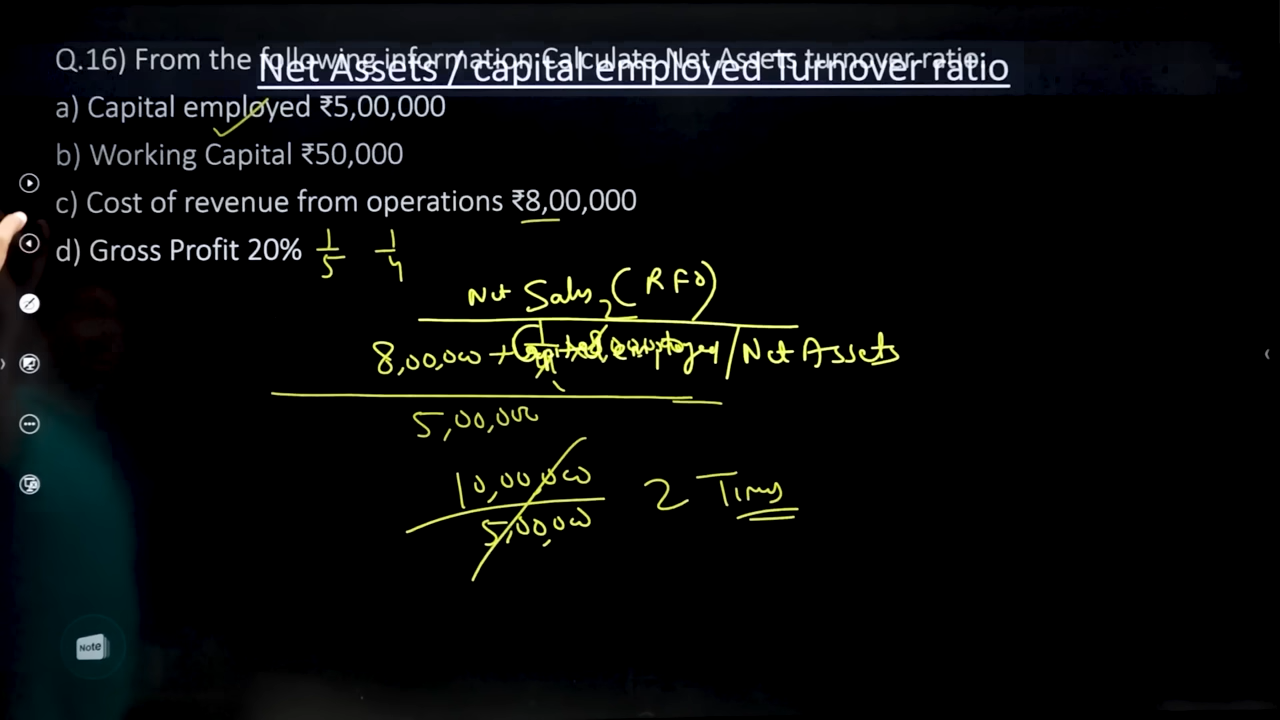 Q.16) From the following information Calculate Net Assets turnover ratio:
Net Assets / capital employed Turnover ratio
a) Capital employed ₹5,00,000
b) Working Capital ₹50,000
c) Cost of revenue from operations ₹8,00,000
d) Gross Profit 20% 1/5 1/4
Net Sales (RFO)
8,00,000 + employed / Net Assets
5,00,000
10,00,000
5,00,000
2 Times
Note